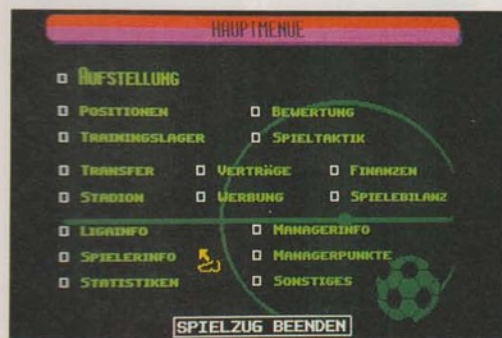 HAUPTMENUE
AUFSTELLUNG
POSITIONEN BEWERTUNG
TRAININGSLAGER SPIELTAKTIK
TRANSFER VERTRÄGE FINANZEN
STADION WERBUNG SPIELEBILANZ
LIGAINFO MANAGERINFO
SPIELERINFO MANAGERPUNKTE
STATISTIKEN SONSTIGES
SPIELZUG BEENDEN